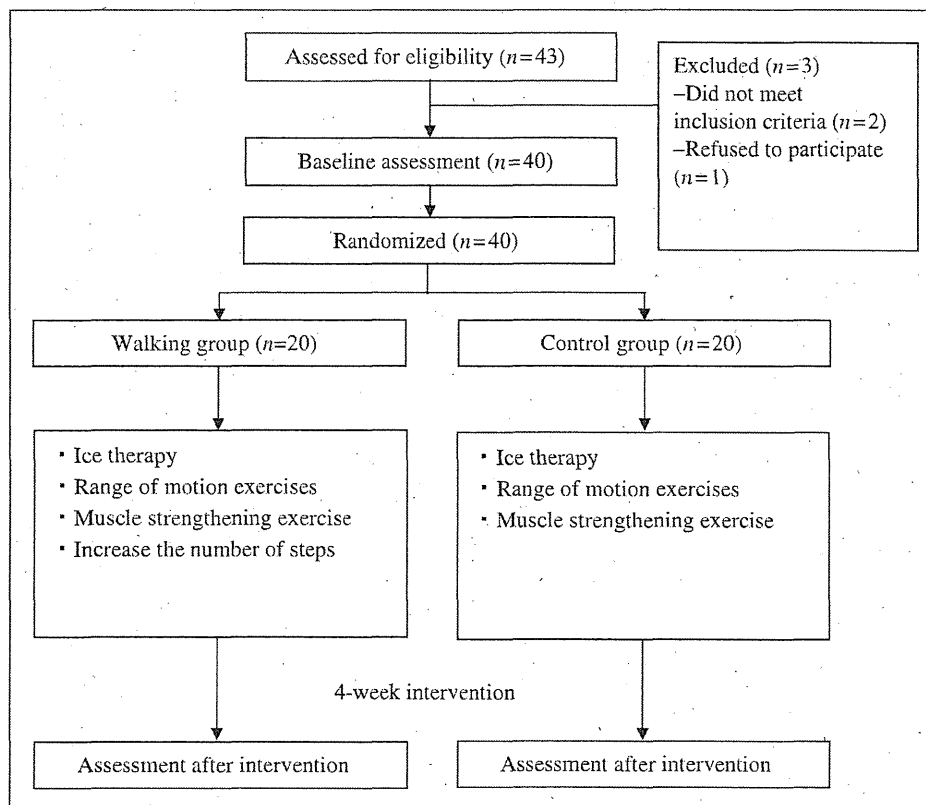 Assessed for eligibility (n=43)
Excluded (n=3)
–Did not meet
inclusion criteria (n=2)
–Refused to participate
(n=1)
Baseline assessment (n=40)
Randomized (n=40)
Walking group (n=20)
Control group (n=20)
・Ice therapy
・Range of motion exercises
・Muscle strengthening exercise
・Increase the number of steps
・Ice therapy
・Range of motion exercises
・Muscle strengthening exercise
4-week intervention
Assessment after intervention
Assessment after intervention